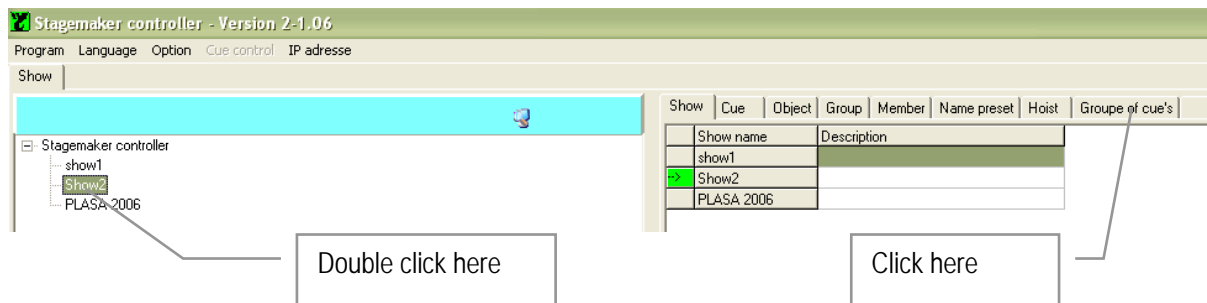 Stagemaker controller - Version 2-1.06
Program Language Option Cue control IP adresse
Show
Show Cue Object Group Member Name preset Hoist Groupe of cue's
Stagemaker controller
show1
Show2
PLASA 2006
Show name Description
show1
--> Show2
PLASA 2006
Double click here
Click here